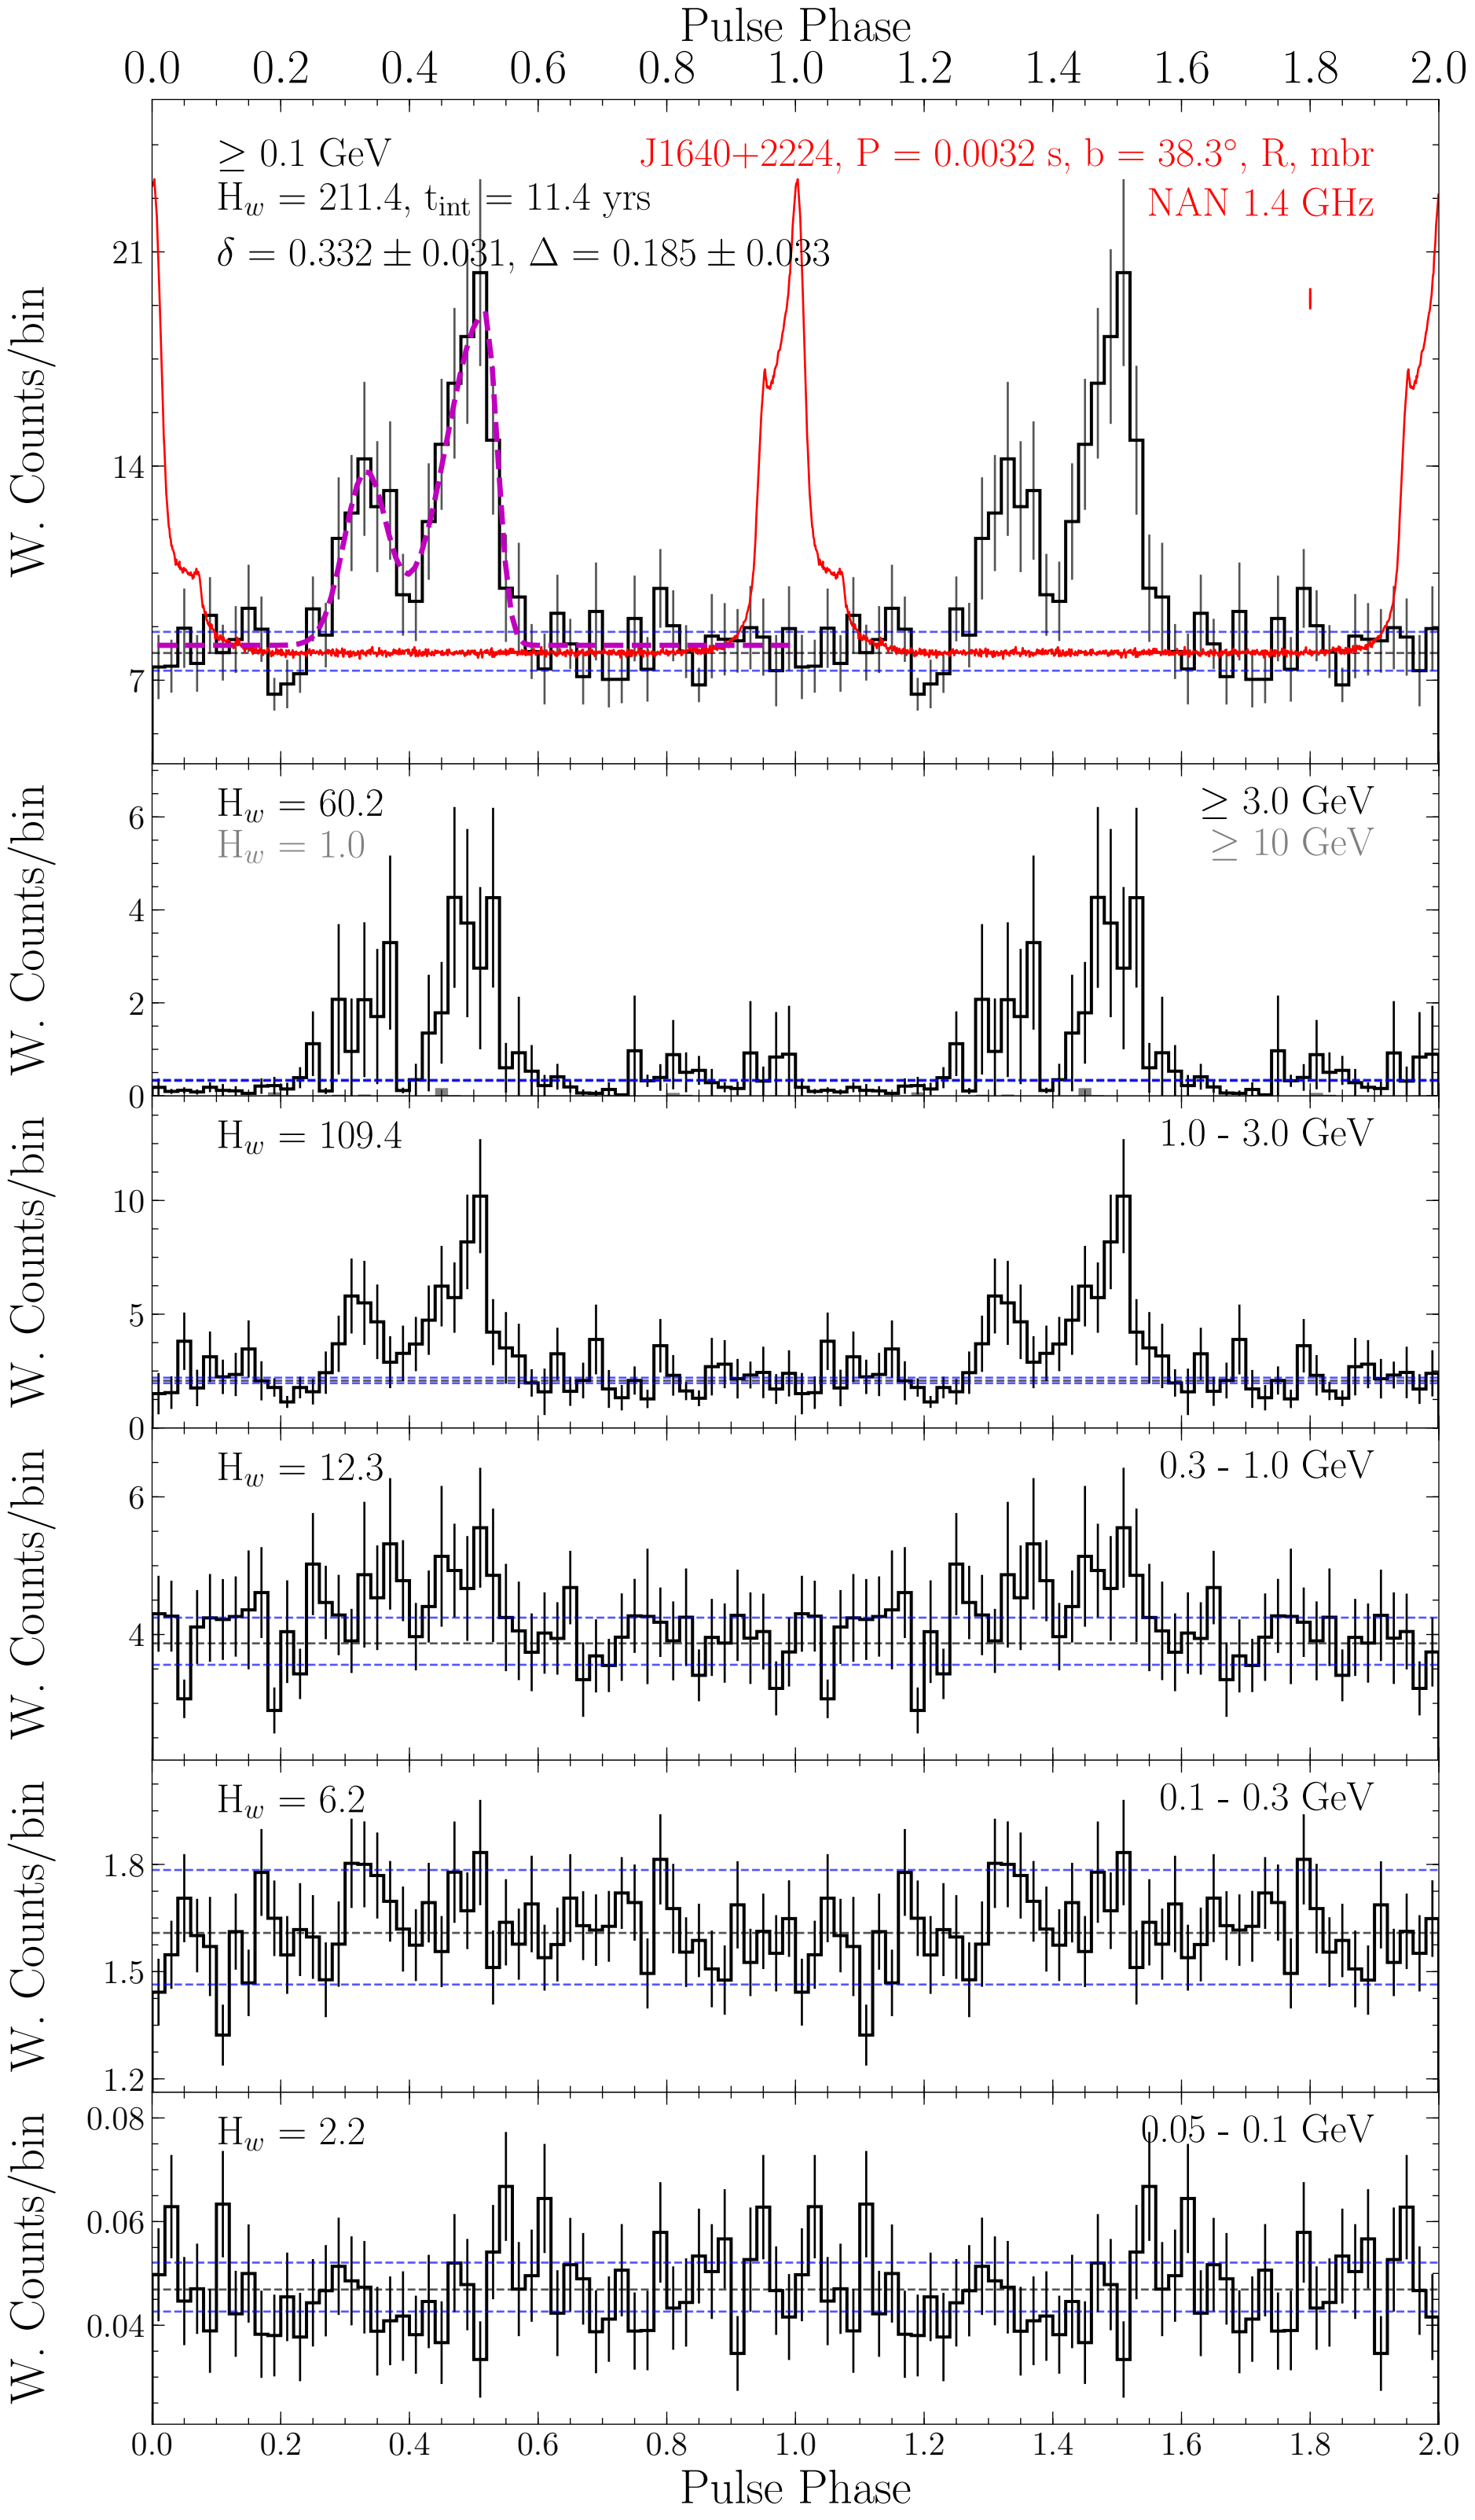 Pulse Phase
0.0 0.2 0.4 0.6 0.8 1.0 1.2 1.4 1.6 1.8 2.0
≥ 0.1 GeV
J1640+2224, P = 0.0032 s, b = 38.3°, R, mbr
H_w = 211.4, t_int = 11.4 yrs
NAN 1.4 GHz
δ = 0.332 ± 0.031, Δ = 0.185 ± 0.033
21
14
7
W. Counts/bin
H_w = 60.2
≥ 3.0 GeV
H_w = 1.0
≥ 10 GeV
6
4
2
0
W. Counts/bin
H_w = 109.4
1.0 - 3.0 GeV
10
5
0
W. Counts/bin
H_w = 12.3
0.3 - 1.0 GeV
6
4
W. Counts/bin
H_w = 6.2
0.1 - 0.3 GeV
1.8
1.5
1.2
W. Counts/bin
H_w = 2.2
0.05 - 0.1 GeV
0.08
0.06
0.04
W. Counts/bin
0.0 0.2 0.4 0.6 0.8 1.0 1.2 1.4 1.6 1.8 2.0
Pulse Phase